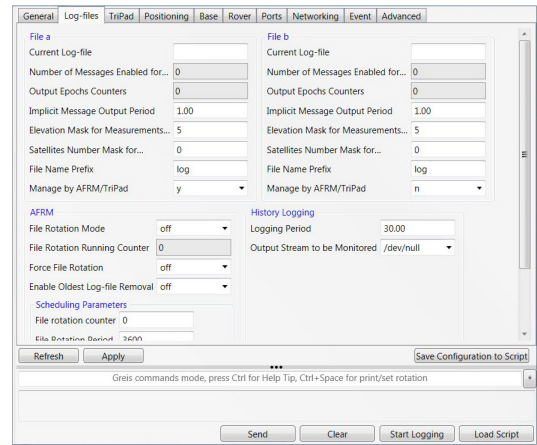 General Log-files TriPad Positioning Base Rover Ports Networking Event Advanced
File a
Current Log-file
Number of Messages Enabled for... 0
Output Epochs Counters 0
Implicit Message Output Period 1.00
Elevation Mask for Measurements... 5
Satellites Number Mask for... 0
File Name Prefix log
Manage by AFRM/TriPad y
File b
Current Log-file
Number of Messages Enabled for... 0
Output Epochs Counters 0
Implicit Message Output Period 1.00
Elevation Mask for Measurements... 5
Satellites Number Mask for... 0
File Name Prefix log
Manage by AFRM/TriPad n
AFRM
File Rotation Mode off
File Rotation Running Counter 0
Force File Rotation off
Enable Oldest Log-file Removal off
Scheduling Parameters
File rotation counter 0
File Rotation Period 3600
History Logging
Logging Period 30.00
Output Stream to be Monitored /dev/null
Refresh Apply Save Configuration to Script
Greis commands mode, press Ctrl for Help Tip, Ctrl+Space for print/set rotation
Send Clear Start Logging Load Script